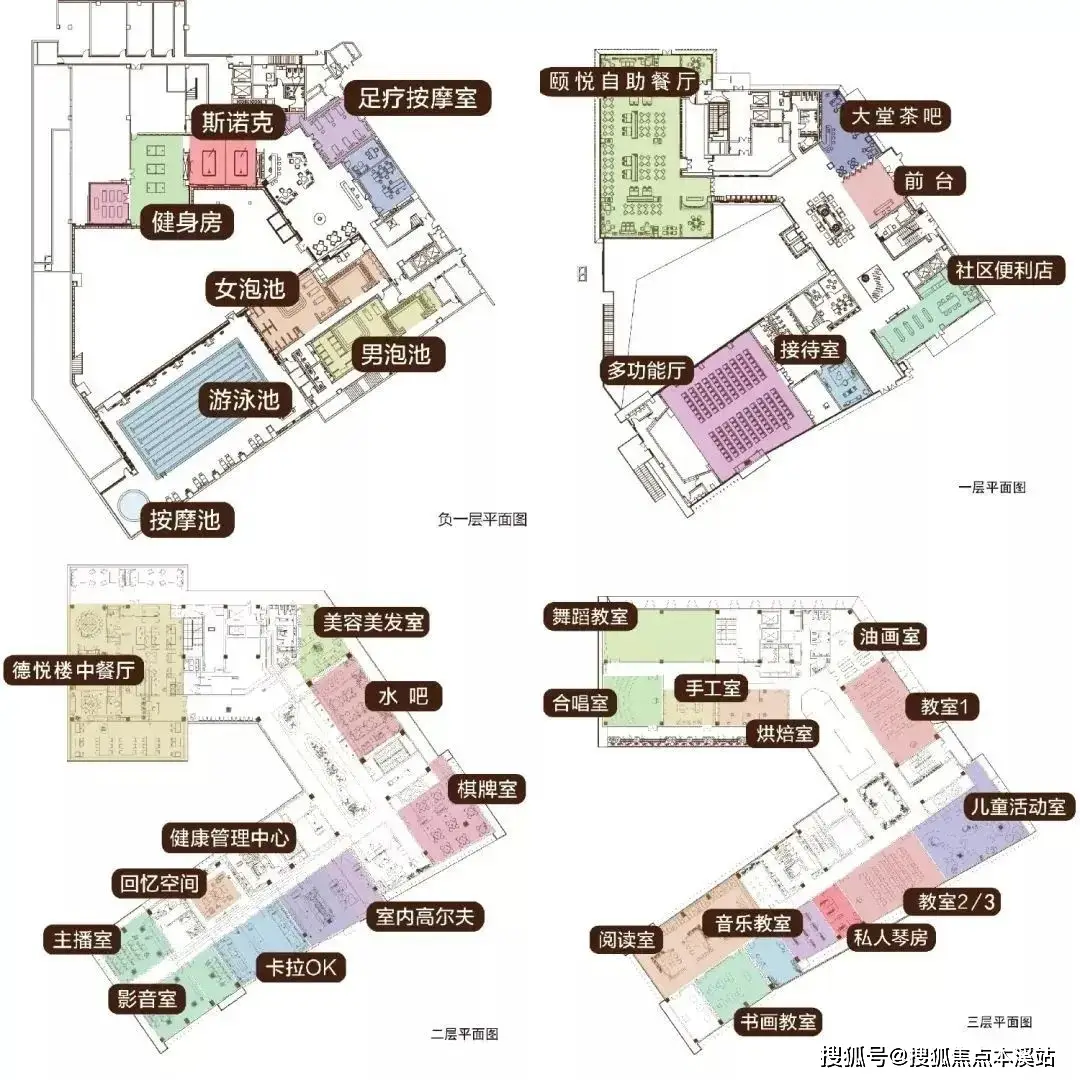 足疗按摩室
斯诺克
健身房
女泡池
男泡池
游泳池
按摩池
负一层平面图
颐悦自助餐厅
大堂茶吧
前台
社区便利店
接待室
多功能厅
一层平面图
美容美发室
德悦楼中餐厅
水吧
棋牌室
健康管理中心
回忆空间
室内高尔夫
主播室
卡拉OK
影音室
二层平面图
舞蹈教室
油画室
手工室
合唱室
教室1
烘焙室
儿童活动室
教室2/3
音乐教室
阅读室
私人琴房
书画教室
三层平面图
搜狐号@搜狐焦点本溪站